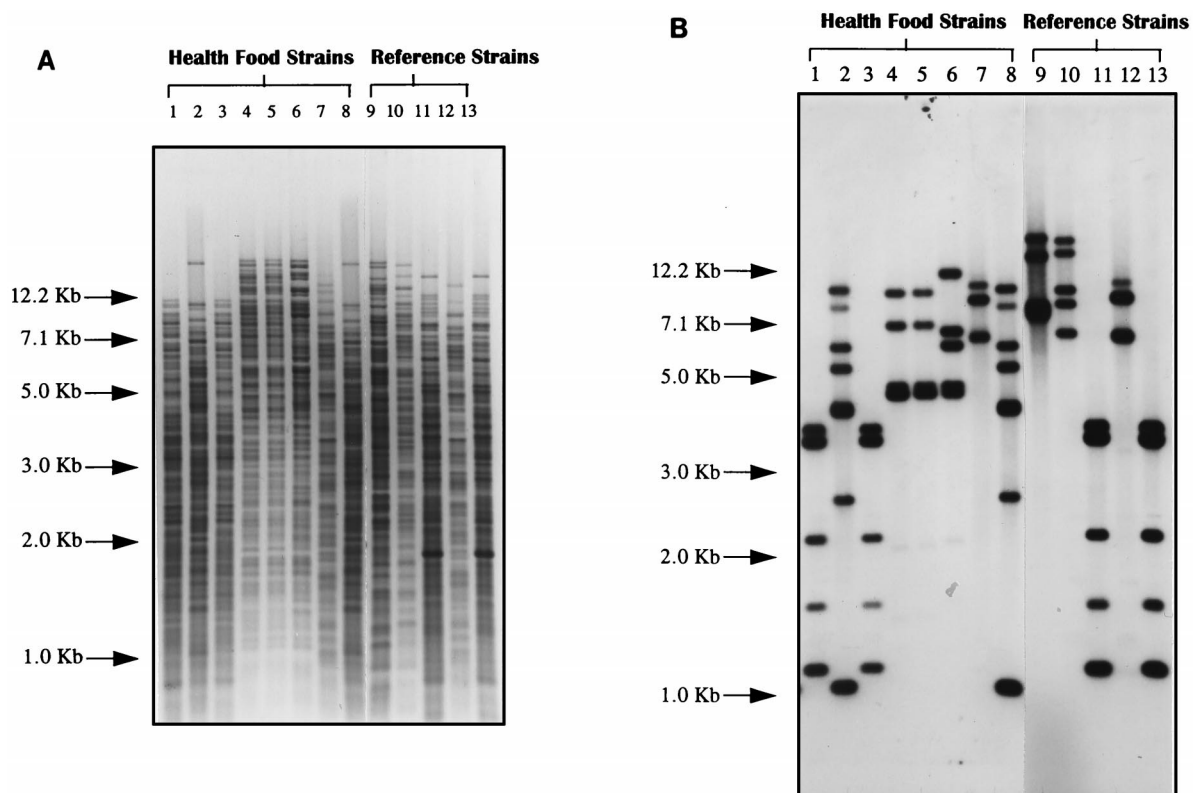 A
Health Food Strains Reference Strains
1 2 3 4 5 6 7 8 9 10 11 12 13
12.2 Kb
7.1 Kb
5.0 Kb
3.0 Kb
2.0 Kb
1.0 Kb
B
Health Food Strains Reference Strains
1 2 3 4 5 6 7 8 9 10 11 12 13
12.2 Kb
7.1 Kb
5.0 Kb
3.0 Kb
2.0 Kb
1.0 Kb